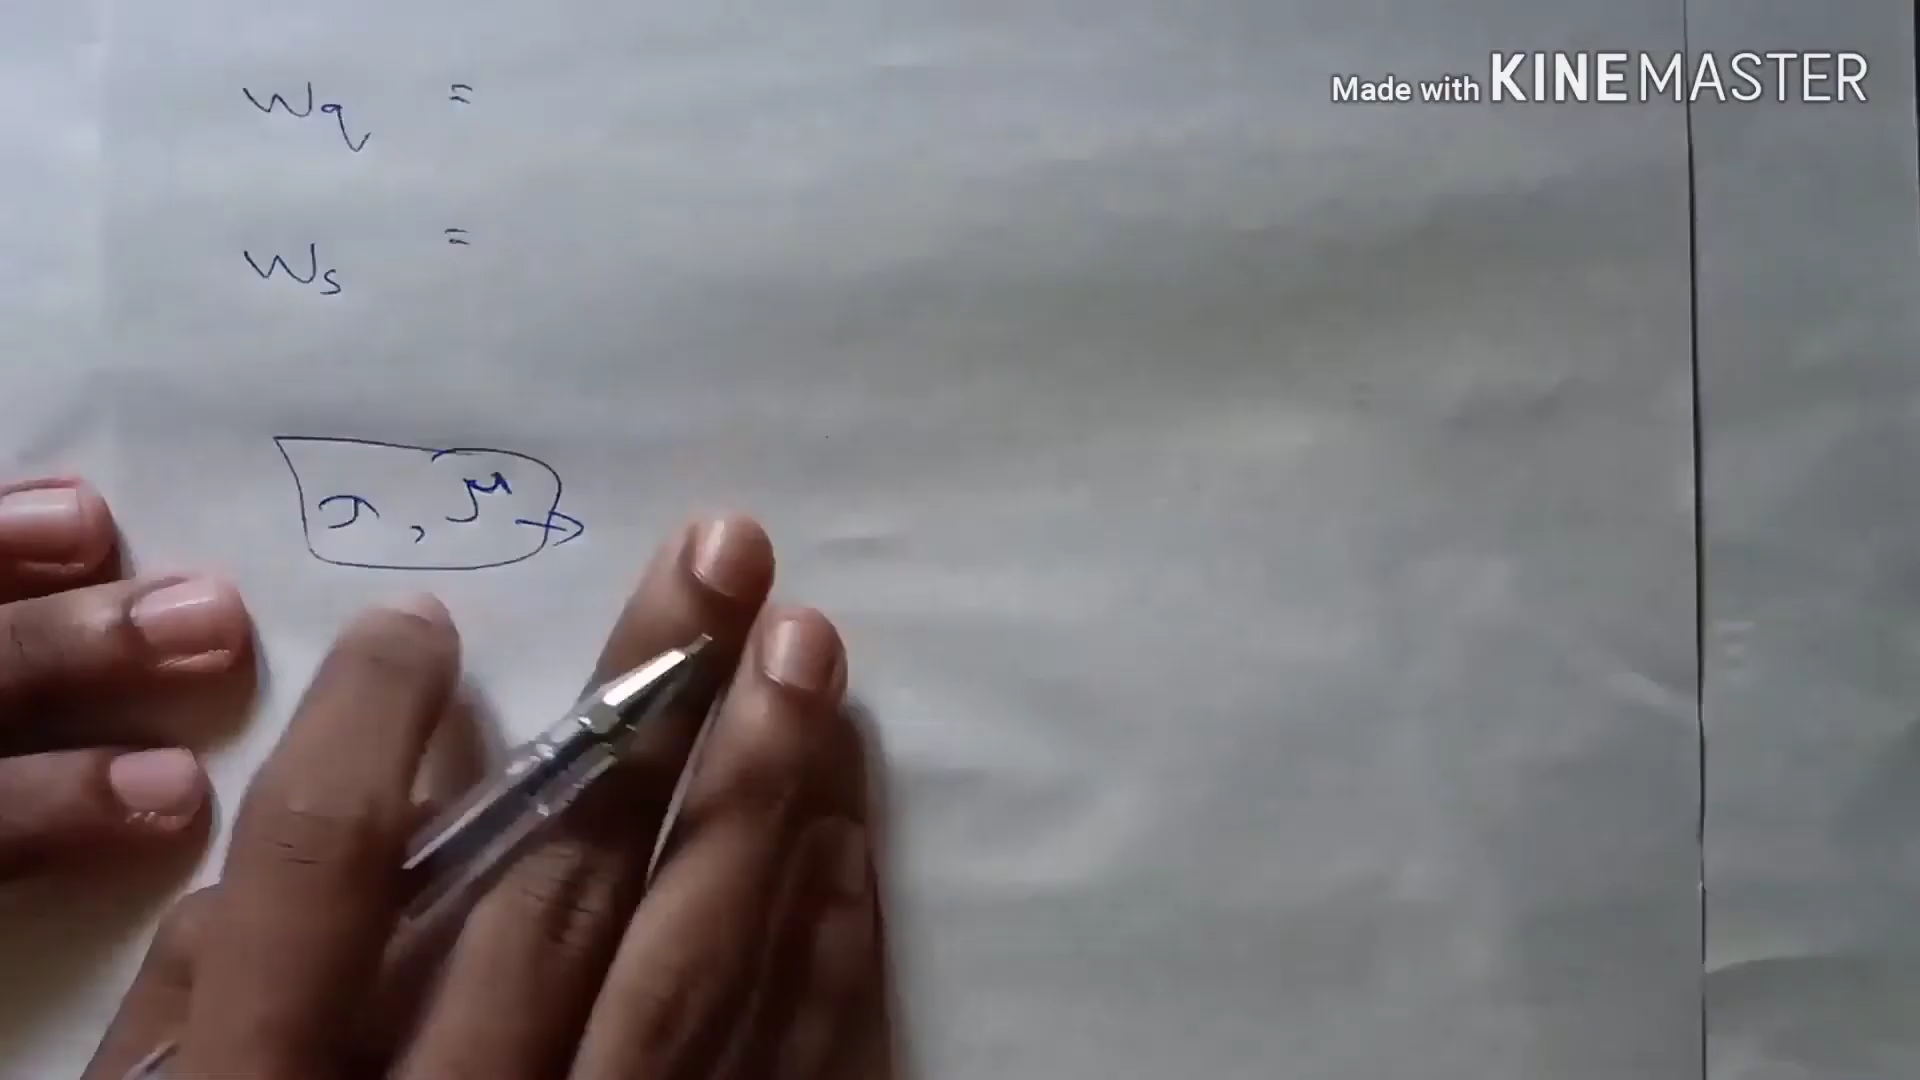 Made with KINEMASTER
Wq =
Ws =
λ, μ →